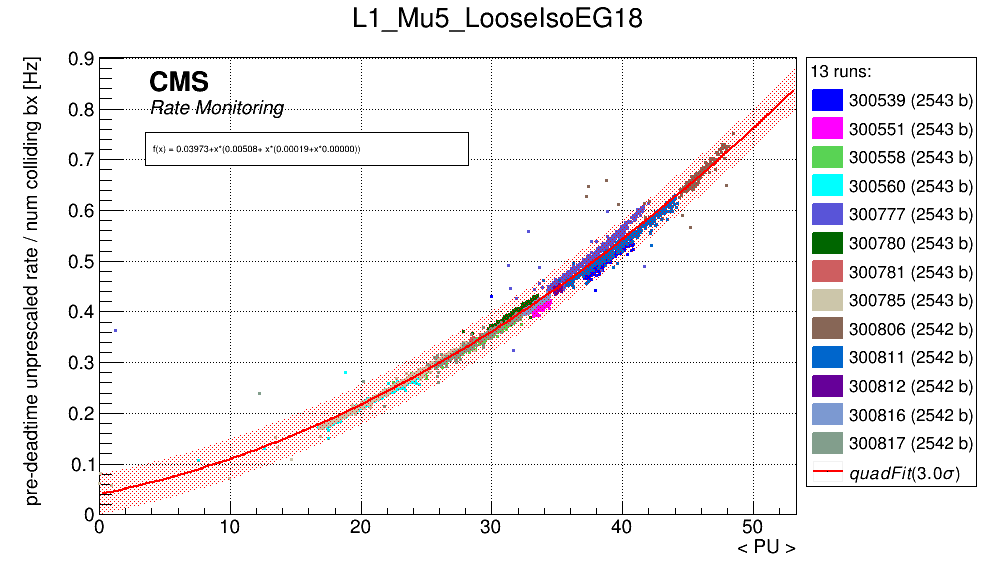 L1_Mu5_LooseIsoEG18
pre-deadtime unprescaled rate / num colliding bx [Hz]
0.9
0.8
0.7
0.6
0.5
0.4
0.3
0.2
0.1
0
CMS
Rate Monitoring
f(x) = 0.03973+x*(0.00508+ x*(0.00019+x*0.00000))
0 10 20 30 40 50
< PU >
13 runs:
300539 (2543 b)
300551 (2543 b)
300558 (2543 b)
300560 (2543 b)
300777 (2543 b)
300780 (2543 b)
300781 (2543 b)
300785 (2543 b)
300806 (2542 b)
300811 (2542 b)
300812 (2542 b)
300816 (2542 b)
300817 (2542 b)
quadFit(3.0σ)